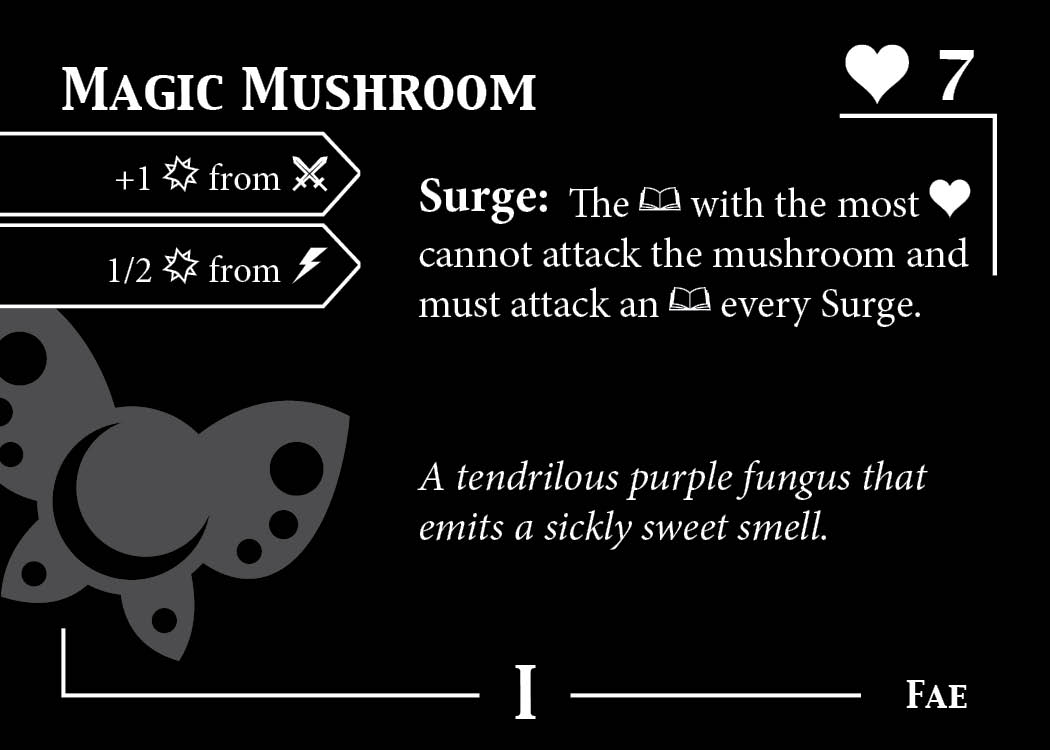 Magic Mushroom
7
+1 from
1/2 from
Surge: The with the most
cannot attack the mushroom and
must attack an every Surge.
A tendrilous purple fungus that
emits a sickly sweet smell.
I
Fae